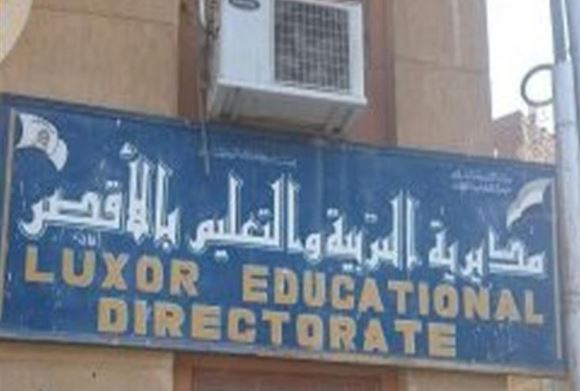 مديرية التربية والتعليم بالأقصر
LUXOR EDUCATIONAL
DIRECTORATE